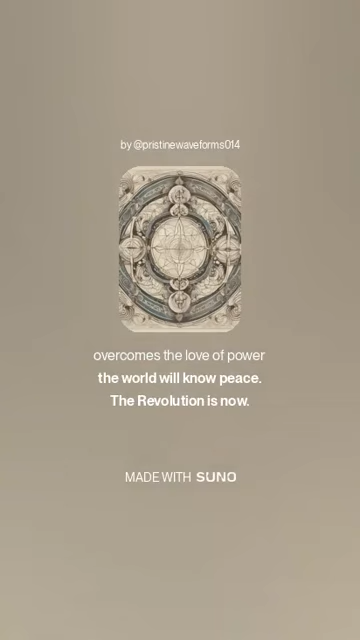 by @pristinewaveforms014
overcomes the love of power
the world will know peace.
The Revolution is now.
MADE WITH SUNO